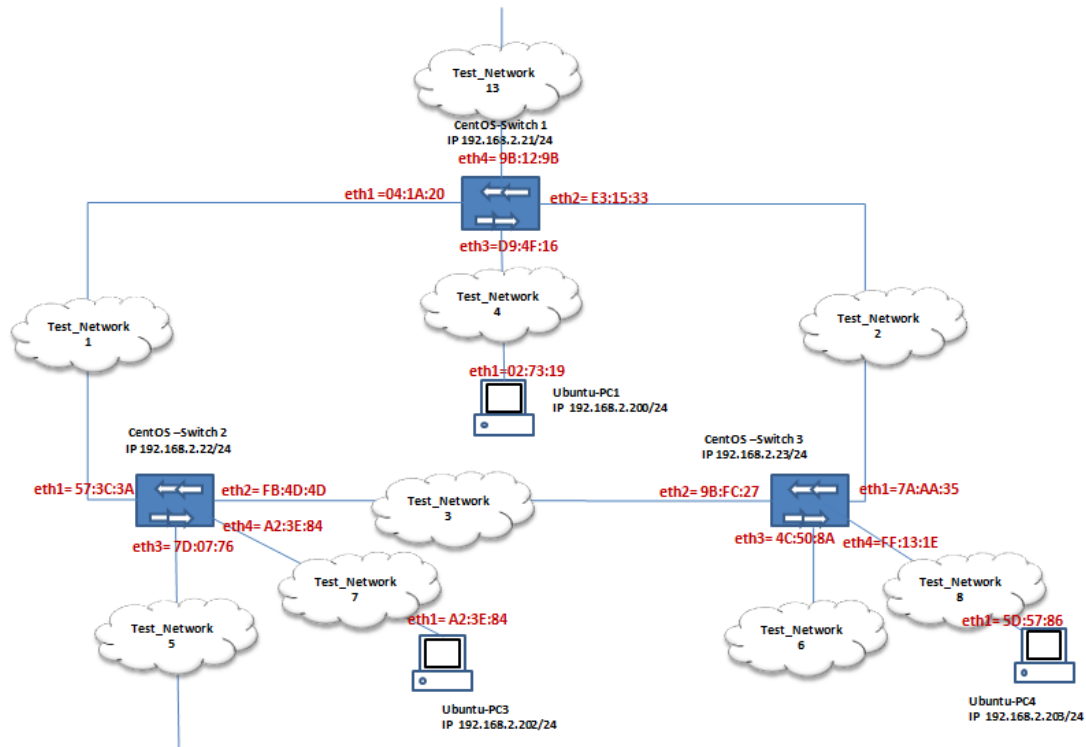 Test_Network
13
CentOS-Switch 1
IP 192.168.2.21/24
eth4= 9B:12:9B
eth1 =04:1A:20
eth2= E3:15:33
eth3=D9:4F:16
Test_Network
4
Test_Network
1
Test_Network
2
eth1=02:73:19
Ubuntu-PC1
IP 192.168.2.200/24
CentOS –Switch 2
IP 192.168.2.22/24
CentOS –Switch 3
IP 192.168.2.23/24
eth1= 57:3C:3A
eth2= FB:4D:4D
eth2= 9B:FC:27
eth1=7A:AA:35
Test_Network
3
eth4= A2:3E:84
eth3= 7D:07:76
eth3= 4C:50:8A
eth4=FF:13:1E
Test_Network
7
Test_Network
8
eth1= A2:3E:84
eth1= 5D:57:86
Test_Network
5
Test_Network
6
Ubuntu-PC3
IP 192.168.2.202/24
Ubuntu-PC4
IP 192.168.2.203/24